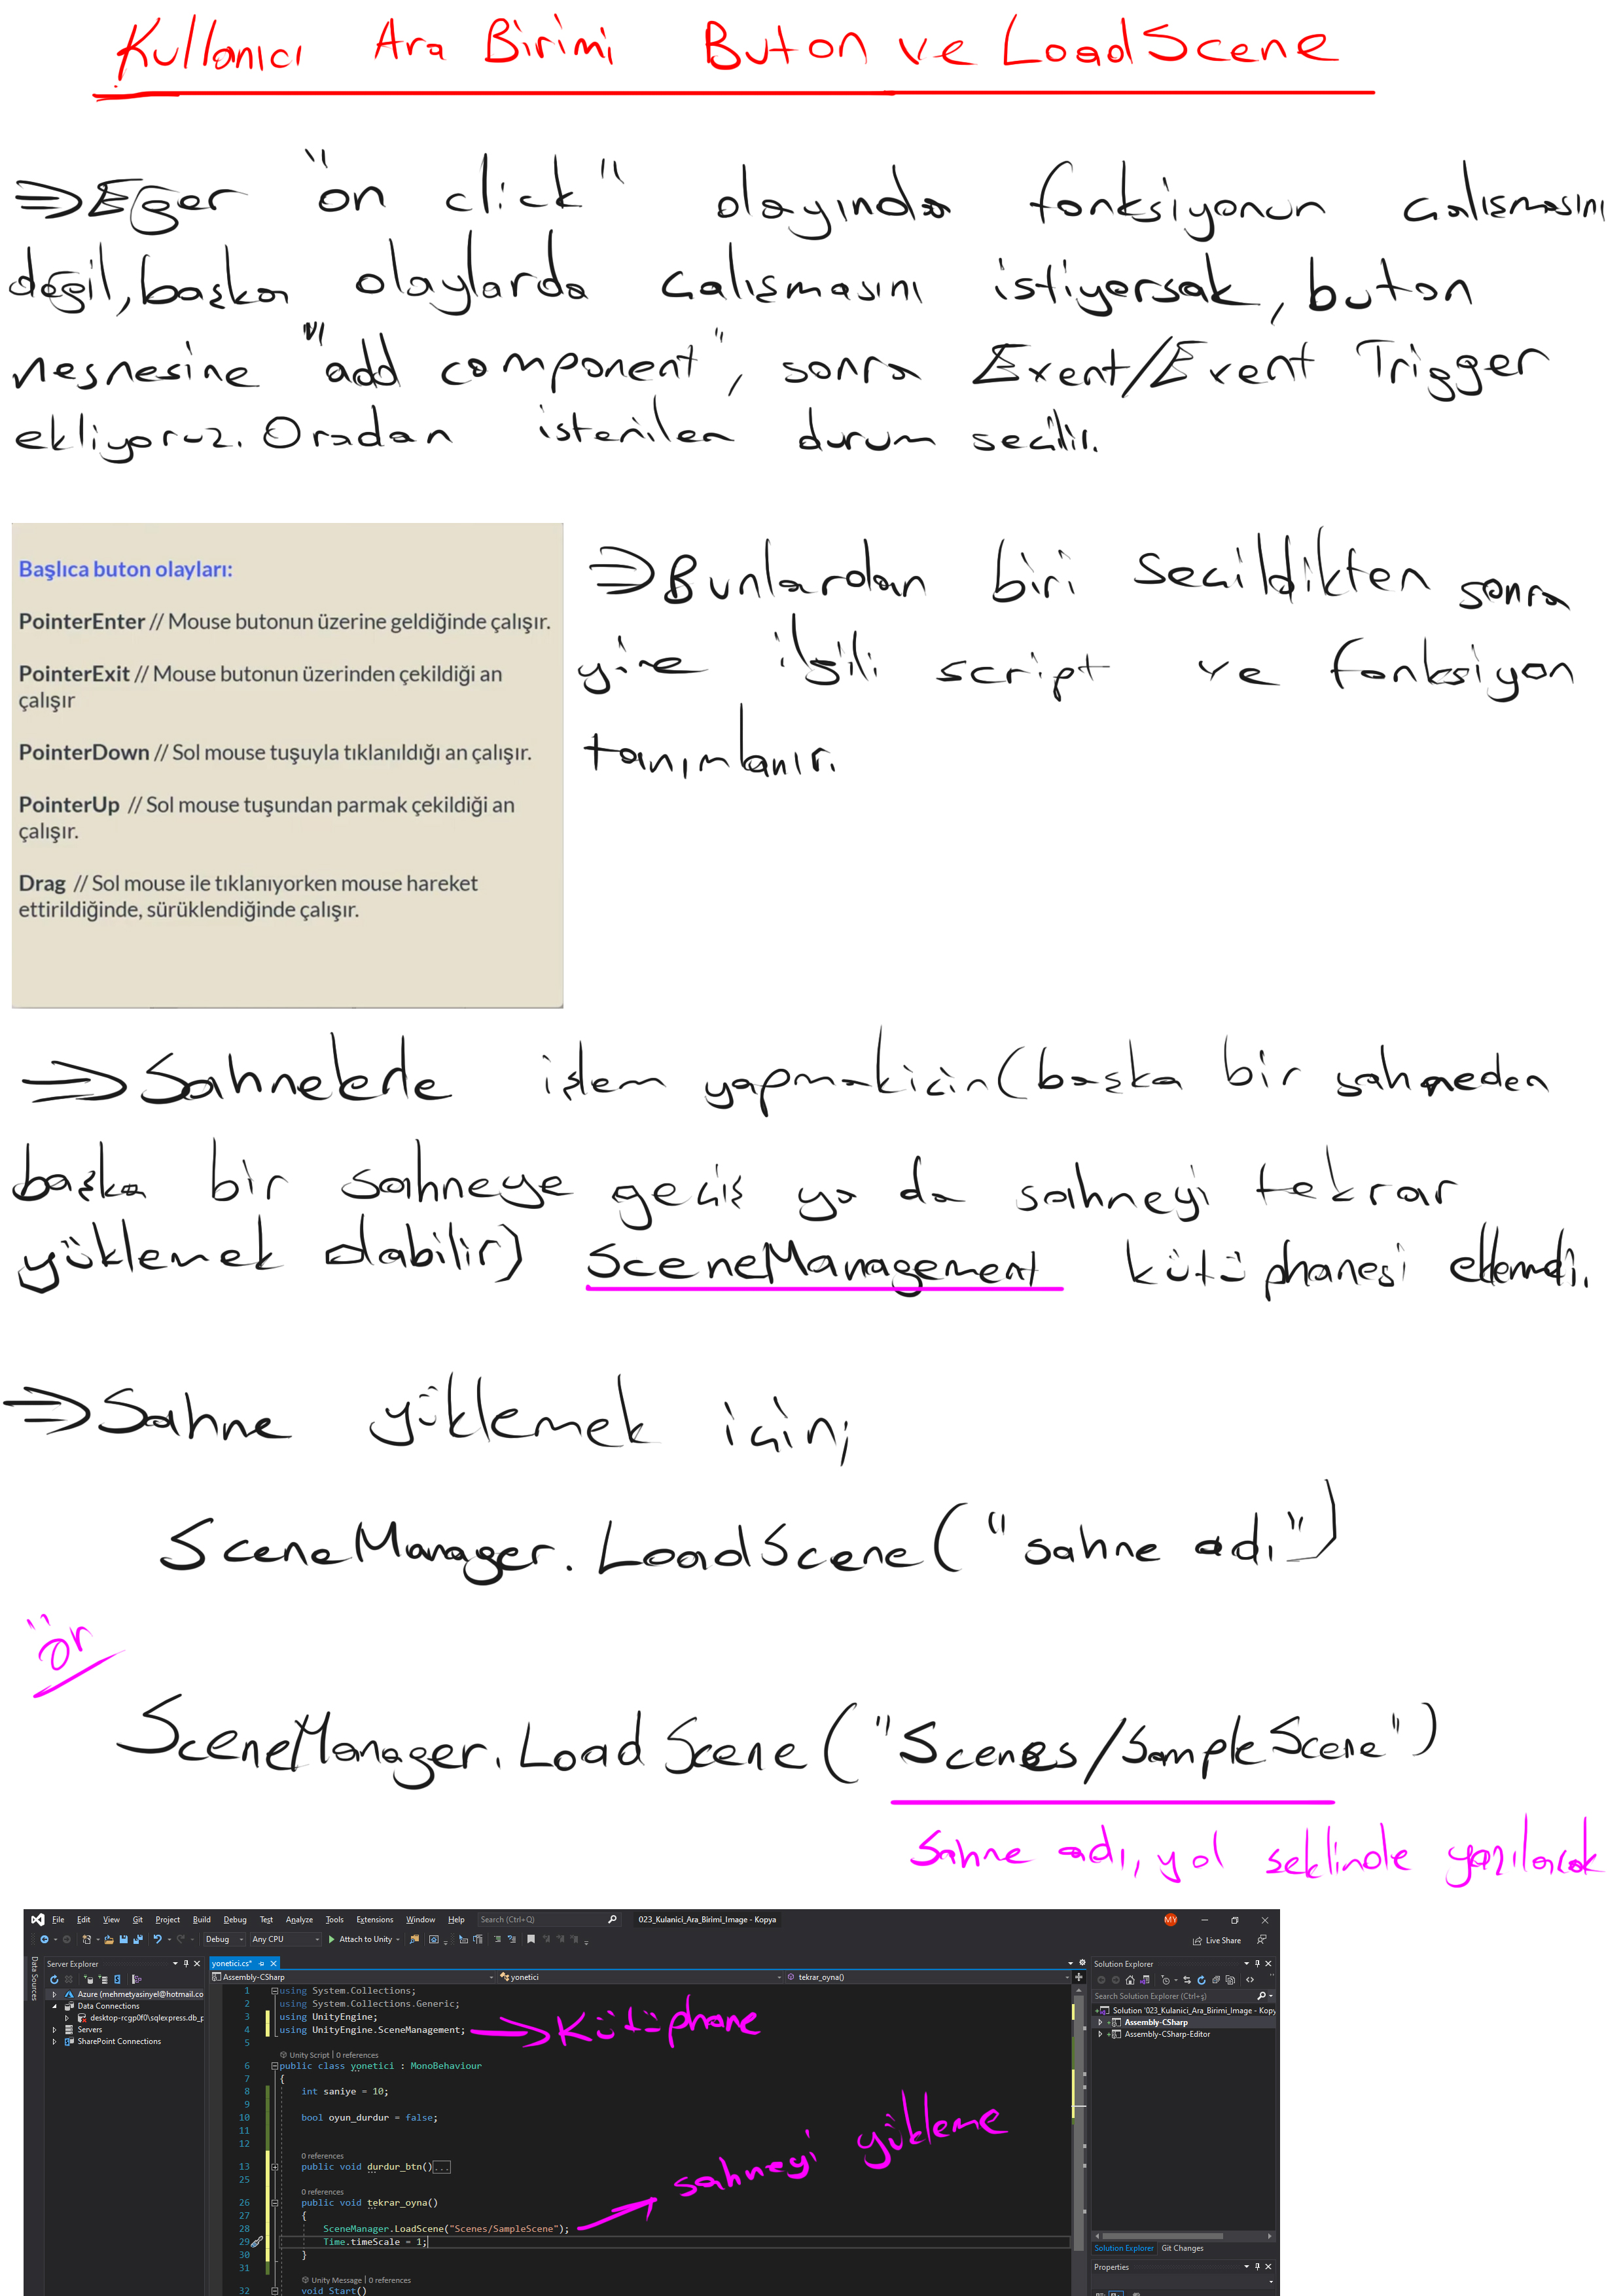 Kullanıcı Ara Birimi Buton ve LoadScene
⇒ Eğer "on click" olayında fonksiyonun çalışmasını
değil, başka olaylarda çalışmasını istiyorsak, buton
nesnesine "add component", sonra Event/Event Trigger
ekliyoruz. Oradan istenilen durum seçilir.
Başlıca buton olayları:
PointerEnter // Mouse butonun üzerine geldiğinde çalışır.
PointerExit // Mouse butonun üzerinden çekildiği an
çalışır
PointerDown // Sol mouse tuşuyla tıklanıldığı an çalışır.
PointerUp // Sol mouse tuşundan parmak çekildiği an
çalışır.
Drag // Sol mouse ile tıklanıyorken mouse hareket
ettirildiğinde, sürüklendiğinde çalışır.
⇒ Bunlardan biri seçildikten sonra
yine ilgili script ve fonksiyon
tanımlanır.
⇒ Sahnelerle işlem yapmak için (başka bir sahneden
başka bir sahneye geçiş ya da sahneyi tekrar
yüklemek olabilir) SceneManagement kütüphanesi eklendi.
⇒ Sahne yüklemek için;
SceneManager.LoadScene("sahne adı")
ör
SceneManager.LoadScene("Scenes/SampleScene")
Sahne adı, yol şeklinde yazılacak
File Edit View Git Project Build Debug Test Analyze Tools Extensions Window Help Search (Ctrl+Q) 023_Kulanici_Ara_Birimi_Image - Kopya MY
Debug Any CPU Attach to Unity Live Share
Data Sources
Server Explorer
Azure (mehmetyasinyel@hotmail.co
Data Connections
desktop-rcgp0f0\sqlexpress.db_p
Servers
SharePoint Connections
yonetici.cs*
Assembly-CSharp yonetici tekrar_oyna()
1 using System.Collections;
2 using System.Collections.Generic;
3 using UnityEngine;
4 using UnityEngine.SceneManagement; → Kütüphane
5
Unity Script | 0 references
6 public class yonetici : MonoBehaviour
7 {
8 int saniye = 10;
9
10 bool oyun_durdur = false;
11
12
0 references
13 public void durdur_btn()...
25
0 references
26 public void tekrar_oyna()
27 {
28 SceneManager.LoadScene("Scenes/SampleScene"); → sahneyi yükleme
29 Time.timeScale = 1;
30 }
31
Unity Message | 0 references
32 void Start()
Solution Explorer
Search Solution Explorer (Ctrl+ş)
Solution '023_Kulanici_Ara_Birimi_Image - Kopy
Assembly-CSharp
Assembly-CSharp-Editor
Solution Explorer Git Changes
Properties